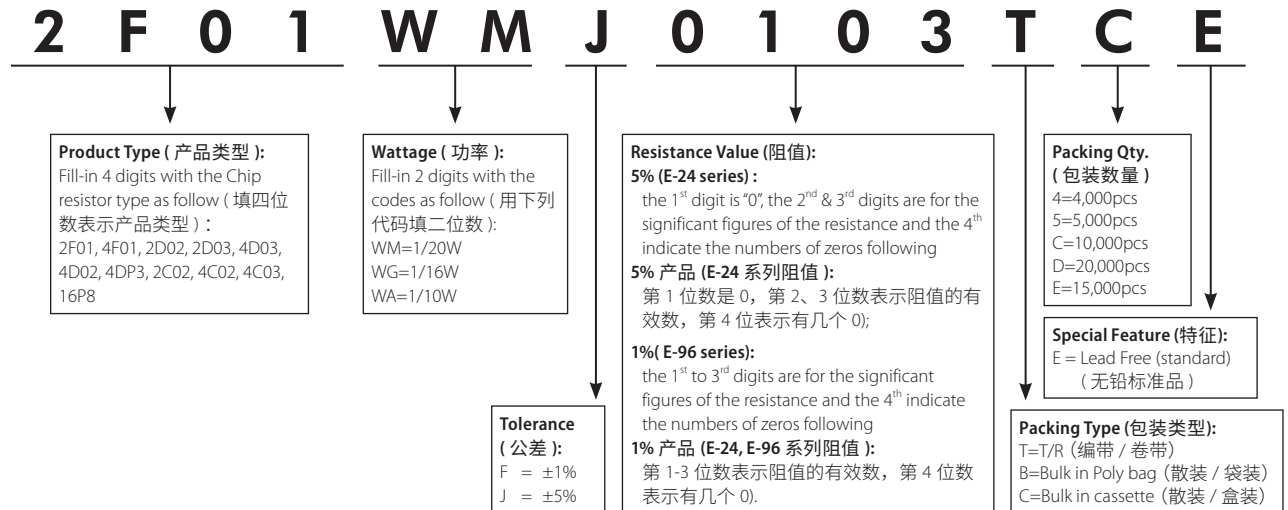 2 F 0 1 W M J 0 1 0 3 T C E
Product Type ( 产品类型 ):
Fill-in 4 digits with the Chip
resistor type as follow ( 填四位
数表示产品类型 ) :
2F01, 4F01, 2D02, 2D03, 4D03,
4D02, 4DP3, 2C02, 4C02, 4C03,
16P8
Wattage ( 功率 ):
Fill-in 2 digits with the
codes as follow ( 用下列
代码填二位数 ):
WM=1/20W
WG=1/16W
WA=1/10W
Tolerance
( 公差 ):
F = ±1%
J = ±5%
Resistance Value (阻值):
5% (E-24 series) :
the 1st digit is “0”, the 2nd & 3rd digits are for the
significant figures of the resistance and the 4th
indicate the numbers of zeros following
5% 产品 (E-24 系列阻值 ):
第 1 位数是 0，第 2、3 位数表示阻值的有
效数，第 4 位表示有几个 0);
1%( E-96 series):
the 1st to 3rd digits are for the significant
figures of the resistance and the 4th indicate
the numbers of zeros following
1% 产品 (E-24, E-96 系列阻值 ):
第 1-3 位数表示阻值的有效数，第 4 位数
表示有几个 0).
Packing Qty.
( 包装数量 )
4=4,000pcs
5=5,000pcs
C=10,000pcs
D=20,000pcs
E=15,000pcs
Special Feature (特征):
E = Lead Free (standard)
( 无铅标准品 )
Packing Type (包装类型):
T=T/R（编带 / 卷带）
B=Bulk in Poly bag（散装 / 袋装）
C=Bulk in cassette（散装 / 盒装）